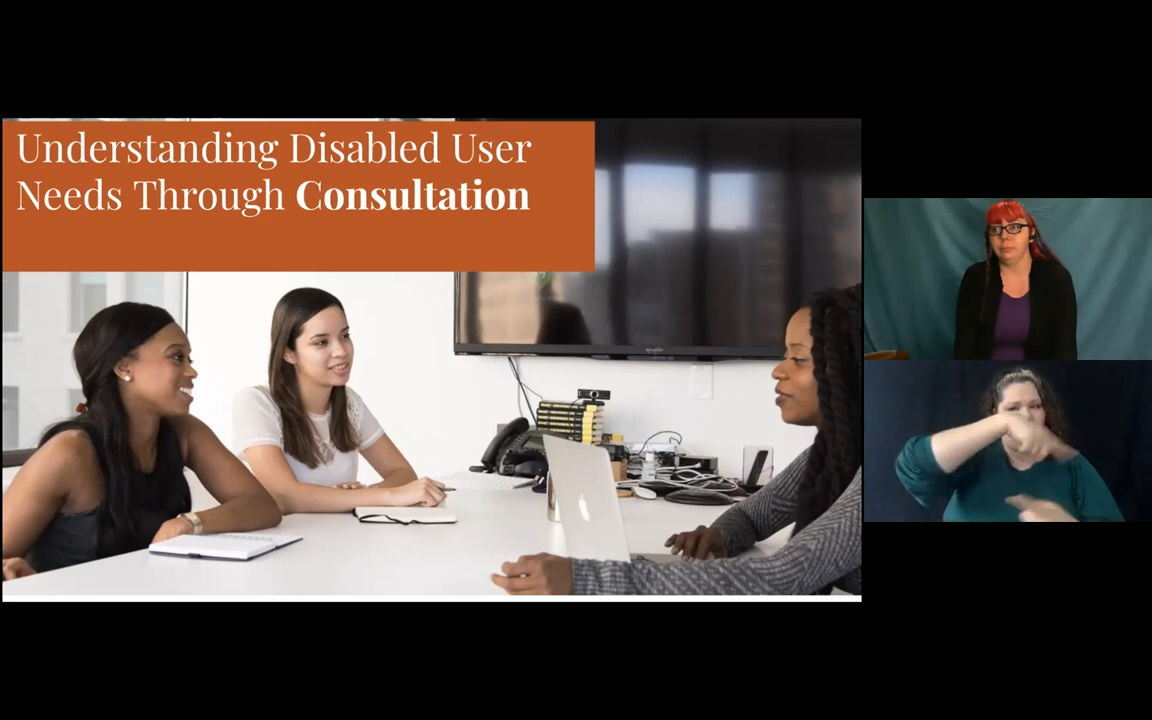 Understanding Disabled User
Needs Through Consultation